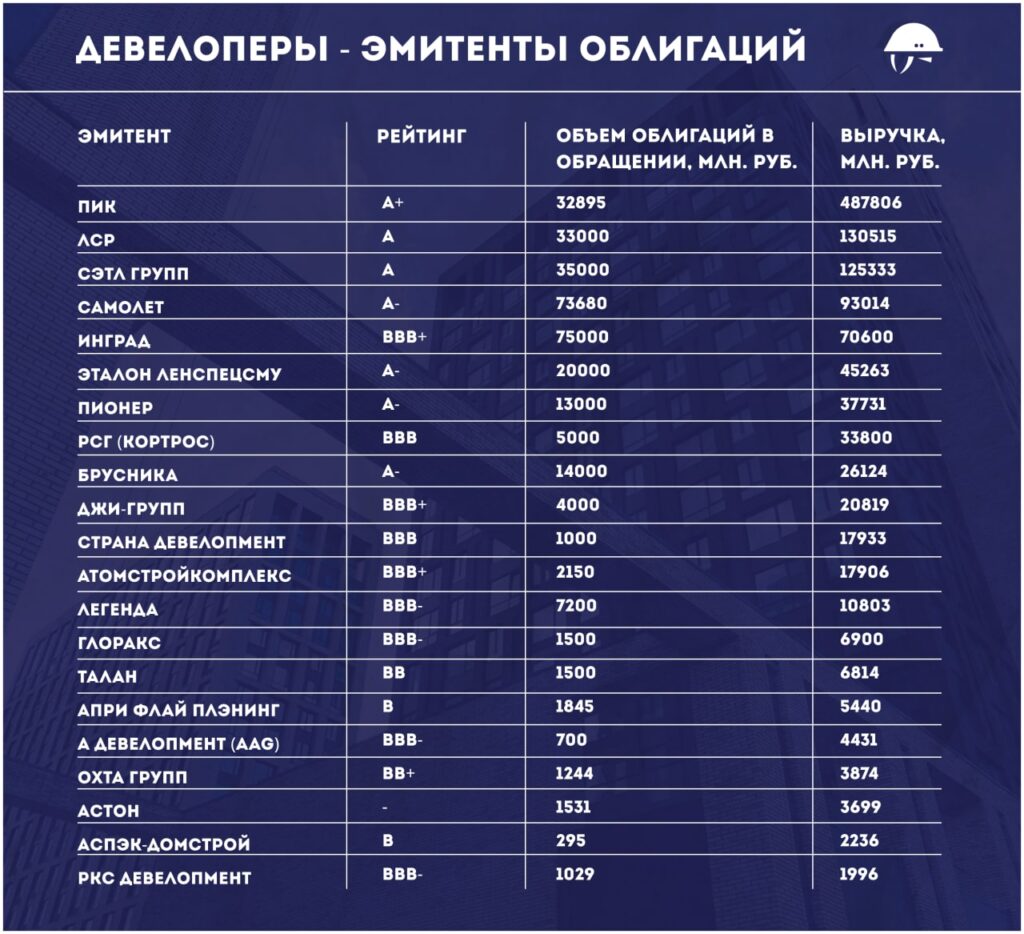 ДЕВЕЛОПЕРЫ - ЭМИТЕНТЫ ОБЛИГАЦИЙ
ЭМИТЕНТ РЕЙТИНГ ОБЪЕМ ОБЛИГАЦИЙ В ОБРАЩЕНИИ, МЛН. РУБ. ВЫРУЧКА, МЛН. РУБ.
ПИК A+ 32895 487806
ЛСР A 33000 130515
СЭТЛ ГРУПП A 35000 125333
САМОЛЕТ A- 73680 93014
ИНГРАД BBB+ 75000 70600
ЭТАЛОН ЛЕНСПЕЦСМУ A- 20000 45263
ПИОНЕР A- 13000 37731
РСГ (КОРТРОС) BBB 5000 33800
БРУСНИКА A- 14000 26124
ДЖИ-ГРУПП BBB+ 4000 20819
СТРАНА ДЕВЕЛОПМЕНТ BBB 1000 17933
АТОМСТРОЙКОМПЛЕКС BBB+ 2150 17906
ЛЕГЕНДА BBB- 7200 10803
ГЛОРАКС BBB- 1500 6900
ТАЛАН BB 1500 6814
АПРИ ФЛАЙ ПЛЭНИНГ B 1845 5440
А ДЕВЕЛОПМЕНТ (AAG) BBB- 700 4431
ОХТА ГРУПП BB+ 1244 3874
АСТОН - 1531 3699
АСПЭК-ДОМСТРОЙ B 295 2236
РКС ДЕВЕЛОПМЕНТ BBB- 1029 1996